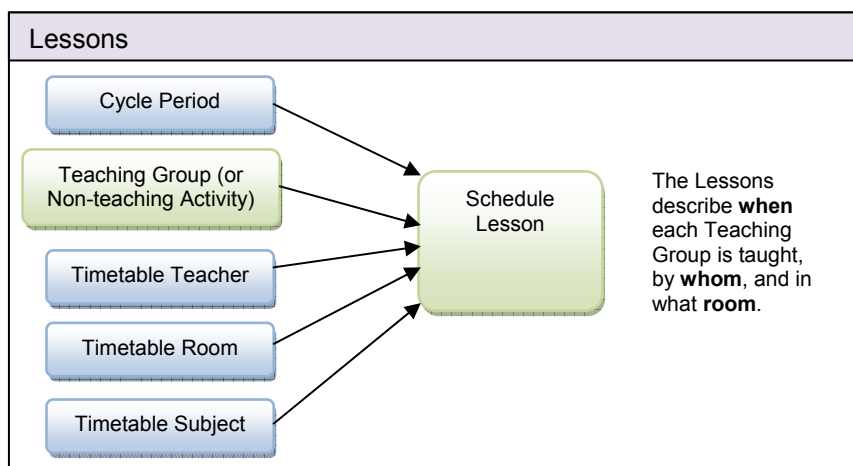 Lessons
Cycle Period
Teaching Group (or
Non-teaching Activity)
Timetable Teacher
Timetable Room
Timetable Subject
Schedule
Lesson
The Lessons
describe when
each Teaching
Group is taught,
by whom, and in
what room.